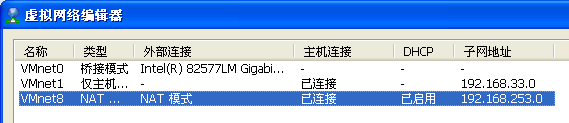 虚拟网络编辑器
名称 类型 外部连接 主机连接 DHCP 子网地址
VMnet0 桥接模式 Intel(R) 82577LM Gigabi... - - -
VMnet1 仅主机... - 已连接 - 192.168.33.0
VMnet8 NAT ... NAT 模式 已连接 已启用 192.168.253.0